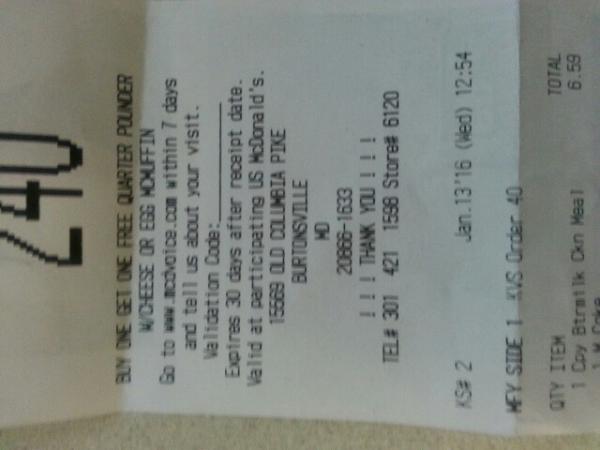 240
BUY ONE GET ONE FREE QUARTER POUNDER
W/CHEESE OR EGG MCMUFFIN
Go to www.mcdvoice.com within 7 days
and tell us about your visit.
Validation Code:__________
Expires 30 days after receipt date.
Valid at participating US McDonald's.
15569 OLD COLUMBIA PIKE
BURTONSVILLE
MD
20866-1633
! ! ! THANK YOU ! ! !
TEL# 301 421 1568 Store# 6120
KS# 2 Jan.13'16 (Wed) 12:54
MFY SIDE 1 KVS Order 40
QTY ITEM TOTAL
1 Cpy Btrmilk Ckn Meal 6.59
1 M Coke